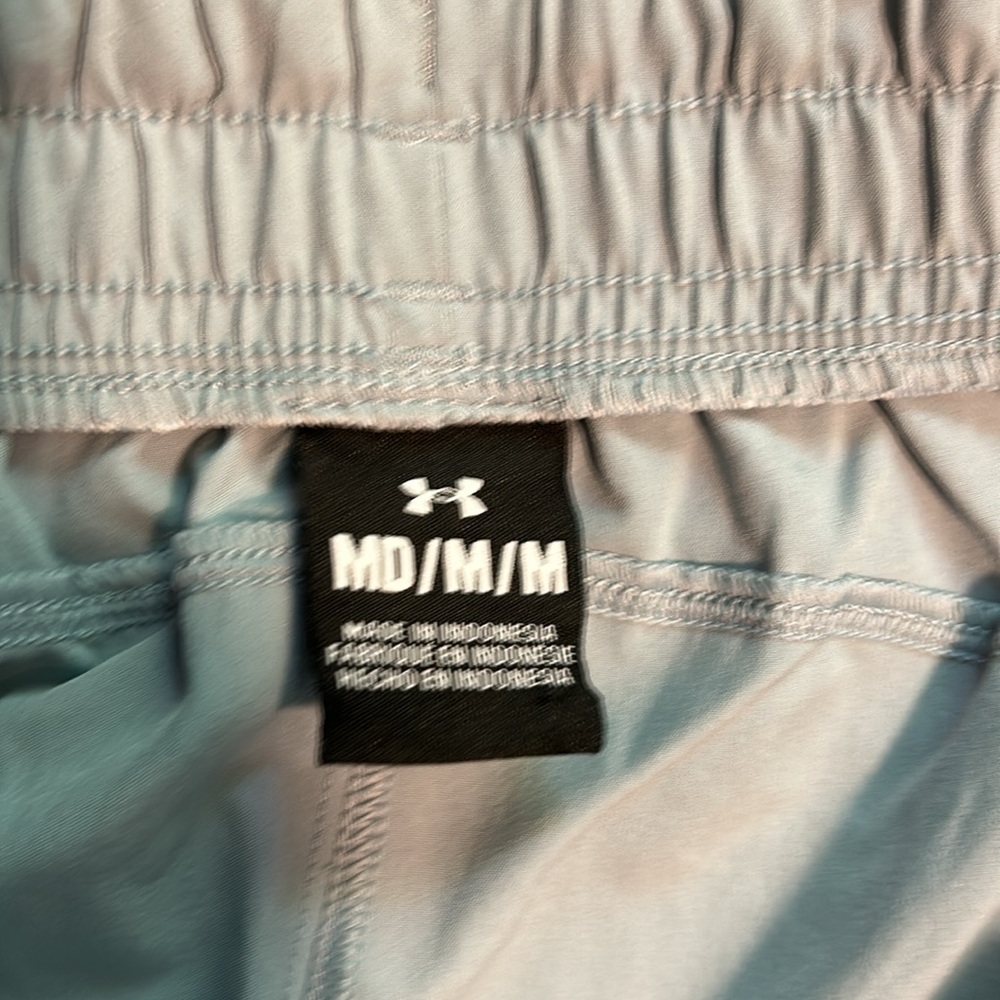 MD/M/M
MADE IN INDONESIA
FABRIQUÉ EN INDONÉSIE
HECHO EN INDONESIA